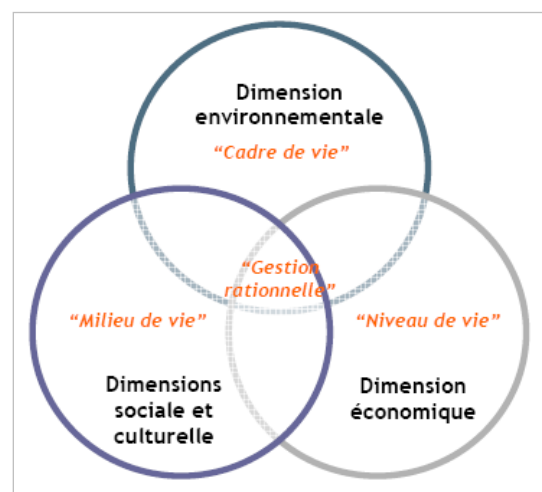 Dimension
environnementale
“Cadre de vie”
“Gestion
rationnelle”
“Milieu de vie”
“Niveau de vie”
Dimensions
sociale et
culturelle
Dimension
économique